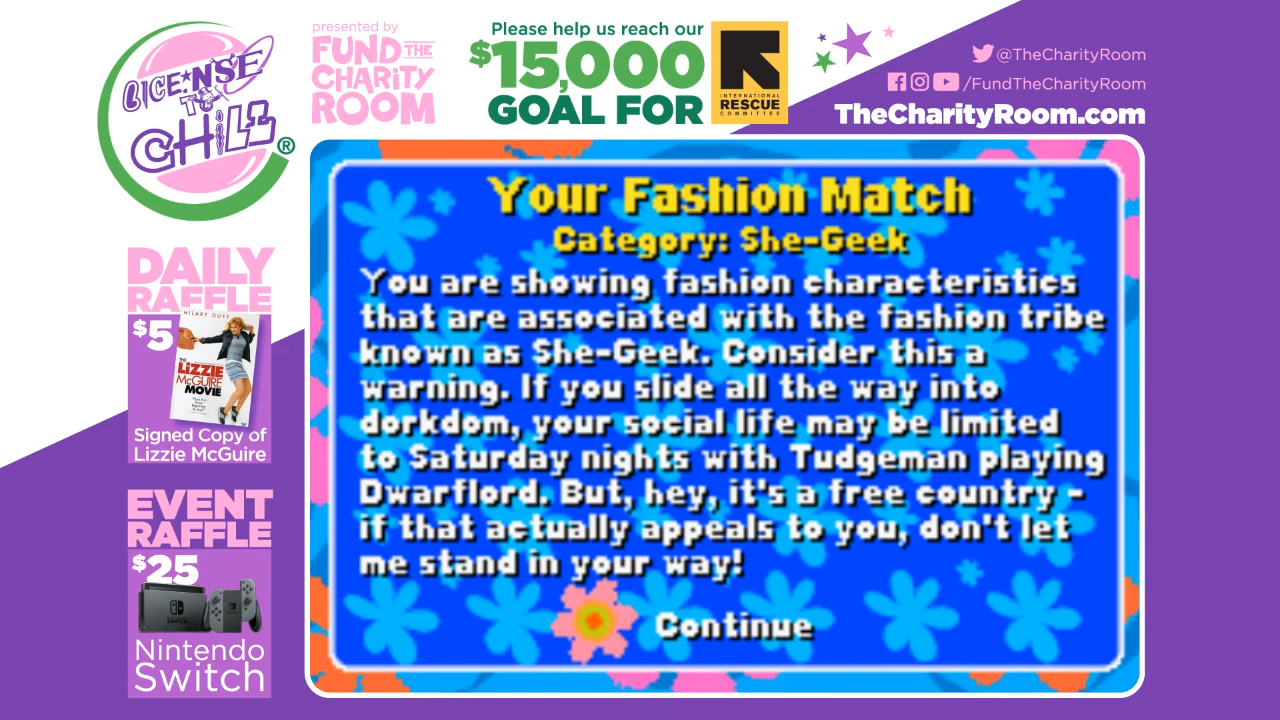 LICENSE
TO
CHILL
®
presented by
FUND THE
CHARITY
ROOM
Please help us reach our
$15,000
GOAL FOR
INTERNATIONAL
RESCUE
COMMITTEE
@TheCharityRoom
/FundTheCharityRoom
TheCharityRoom.com
DAILY
RAFFLE
$5
HILARY DUFF
THE
LIZZIE
McGUIRE
MOVIE
Signed Copy of
Lizzie McGuire
EVENT
RAFFLE
$25
Nintendo
Switch
Your Fashion Match
Category: She-Geek
You are showing fashion characteristics
that are associated with the fashion tribe
known as She-Geek. Consider this a
warning. If you slide all the way into
dorkdom, your social life may be limited
to Saturday nights with Tudgeman playing
Dwarflord. But, hey, it's a free country -
if that actually appeals to you, don't let
me stand in your way!
Continue